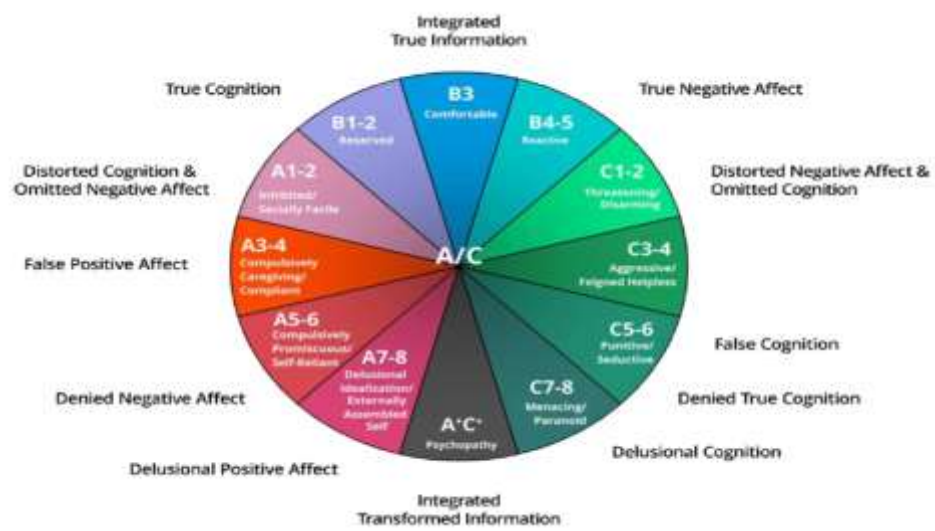 Integrated
True Information
True Cognition
True Negative Affect
B3
Comfortable
B1-2
Reserved
B4-5
Reactive
Distorted Cognition &
Omitted Negative Affect
A1-2
Inhibited/
Socially Facile
C1-2
Threatening/
Disarming
Distorted Negative Affect &
Omitted Cognition
A/C
False Positive Affect
A3-4
Compulsively
Caregiving/
Compliant
C3-4
Aggressive/
Feigned Helpless
A5-6
Compulsively
Promiscuous/
Self-Reliant
C5-6
Punitive/
Seductive
False Cognition
Denied Negative Affect
A7-8
Delusional
Idealization/
Externally
Assembled
Self
C7-8
Menacing/
Paranoid
Denied True Cognition
A+C+
Psychopathy
Delusional Cognition
Delusional Positive Affect
Integrated
Transformed Information